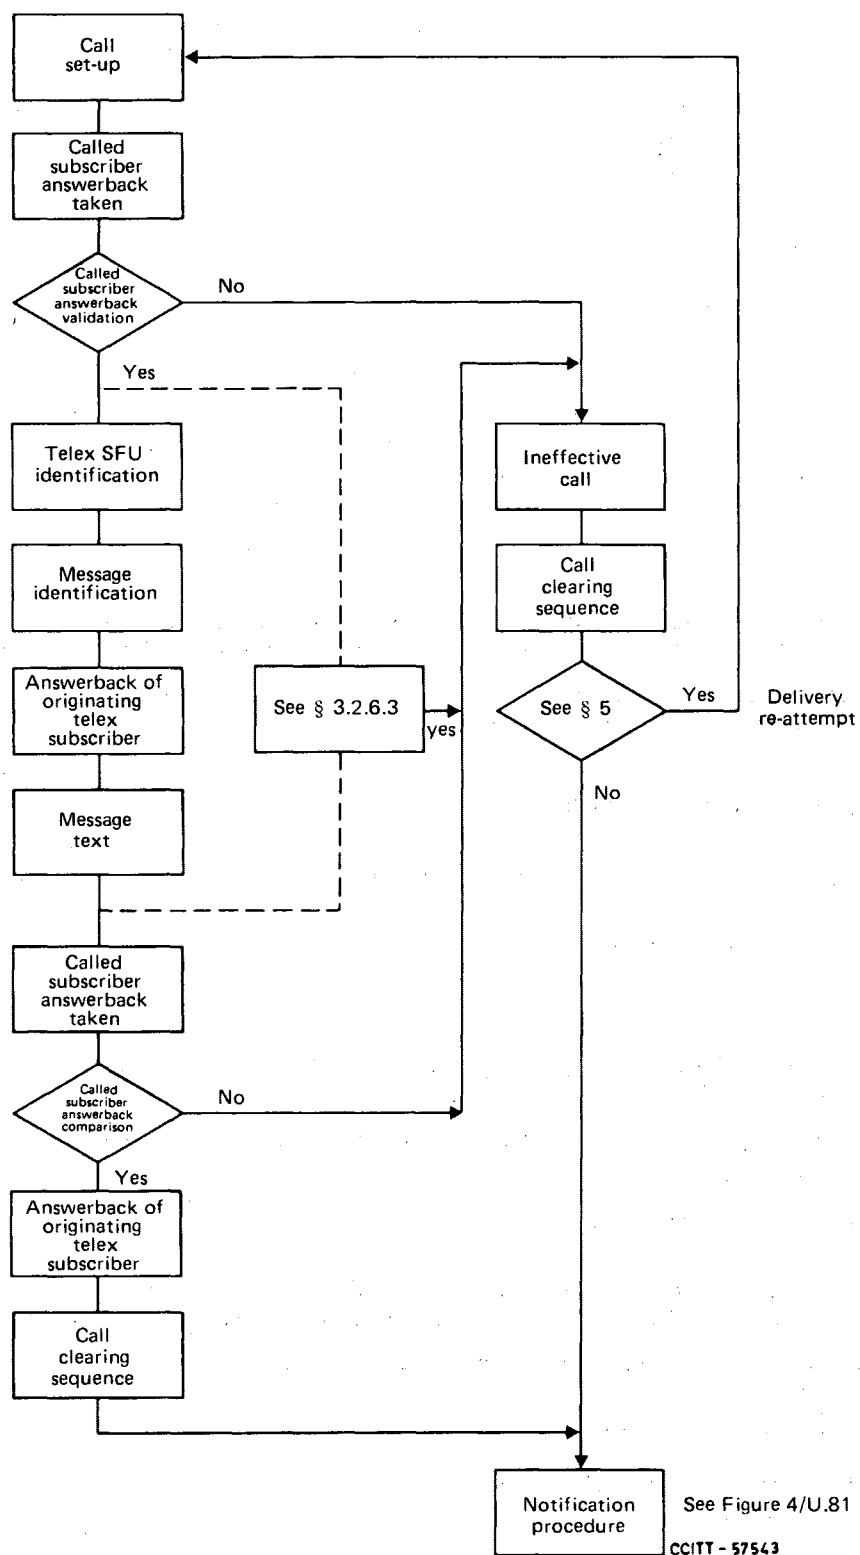 Call
set-up
Called
subscriber
answerback
taken
Called
subscriber
answerback
validation
No
Yes
Telex SFU
identification
Ineffective
call
Message
identification
Call
clearing
sequence
Answerback of
originating
telex
subscriber
See § 3.2.6.3
yes
See § 5
Yes
Delivery
re-attempt
No
Message
text
Called
subscriber
answerback
taken
Called
subscriber
answerback
comparison
No
Yes
Answerback of
originating
telex
subscriber
Call
clearing
sequence
Notification
procedure
See Figure 4/U.81
CCITT - 57543